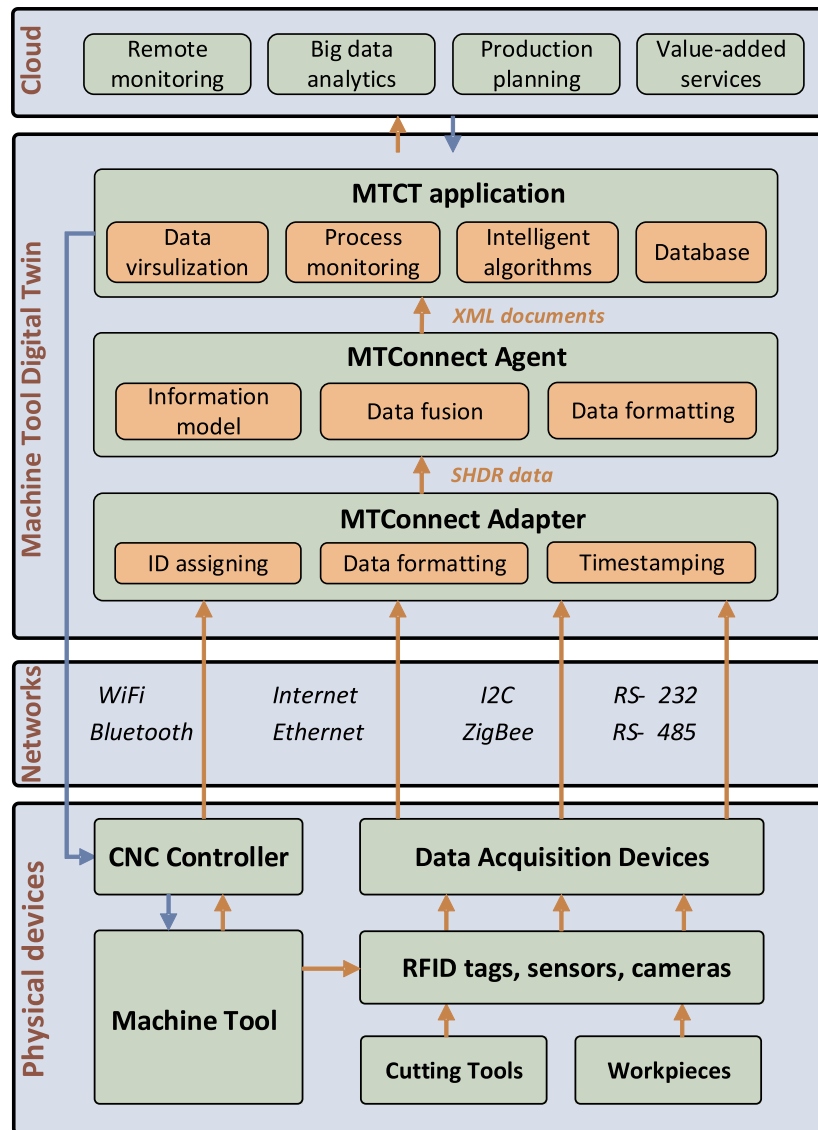 Cloud
Remote
monitoring
Big data
analytics
Production
planning
Value-added
services
Machine Tool Digital Twin
MTCT application
Data
virsulization
Process
monitoring
Intelligent
algorithms
Database
XML documents
MTConnect Agent
Information
model
Data fusion
Data formatting
SHDR data
MTConnect Adapter
ID assigning
Data formatting
Timestamping
Networks
WiFi
Internet
I2C
RS- 232
Bluetooth
Ethernet
ZigBee
RS- 485
Physical devices
CNC Controller
Data Acquisition Devices
RFID tags, sensors, cameras
Machine Tool
Cutting Tools
Workpieces